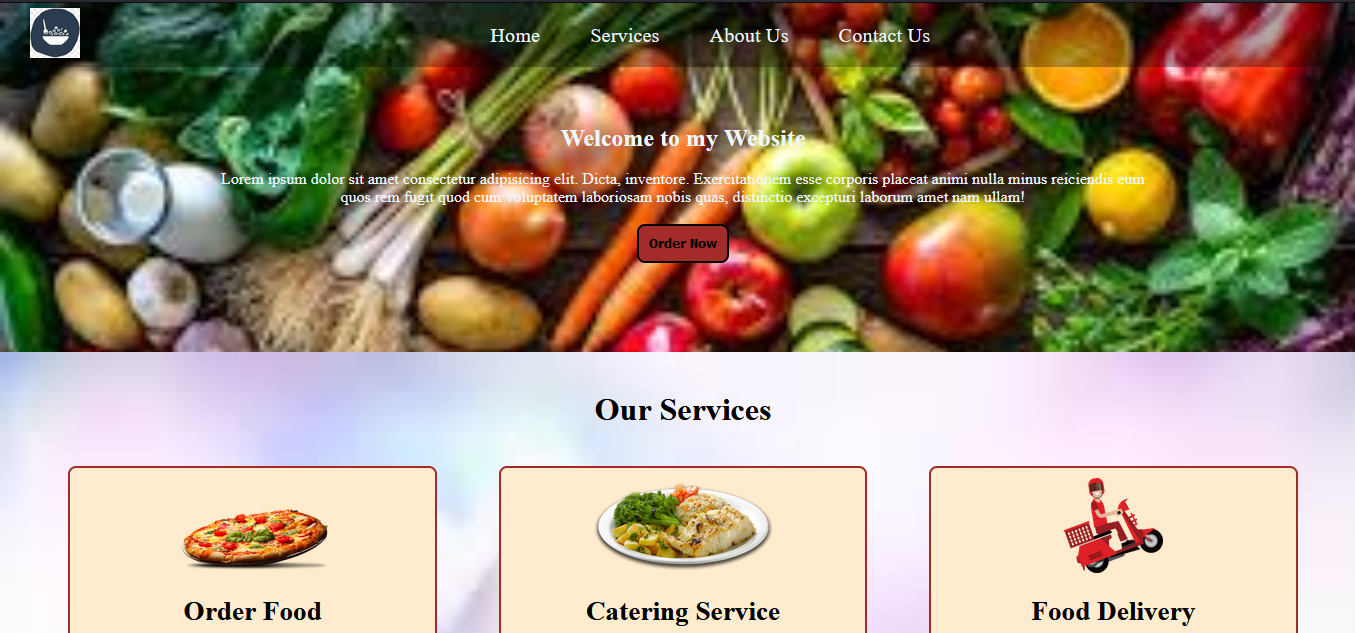 Home Services About Us Contact Us
Welcome to my Website
Lorem ipsum dolor sit amet consectetur adipisicing elit. Dicta, inventore. Exercitationem esse corporis placeat animi nulla minus reiciendis eum
quos rem fugit quod cum voluptatem laboriosam nobis quas, distinctio excepturi laborum amet nam ullam!
Order Now
Our Services
Order Food
Catering Service
Food Delivery